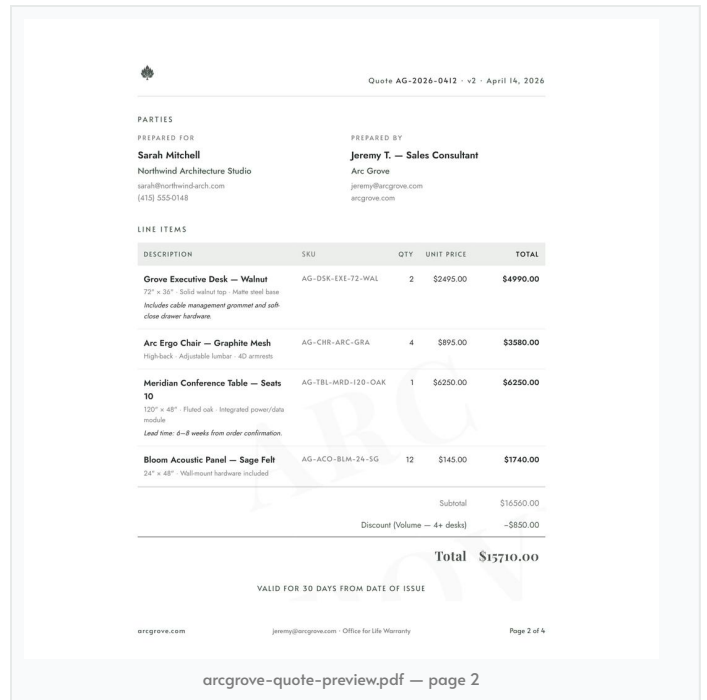 Quote AG-2026-0412 · v2 · April 14, 2026
PARTIES
PREPARED FOR
Sarah Mitchell
Northwind Architecture Studio
sarah@northwind-arch.com
(415) 555-0148
PREPARED BY
Jeremy T. — Sales Consultant
Arc Grove
jeremy@arcgrove.com
arcgrove.com
LINE ITEMS
DESCRIPTION SKU QTY UNIT PRICE TOTAL
Grove Executive Desk — Walnut AG-DSK-EXE-72-WAL 2 $2495.00 $4990.00
72" × 36" · Solid walnut top · Matte steel base
Includes cable management grommet and soft-
close drawer hardware.
Arc Ergo Chair — Graphite Mesh AG-CHR-ARC-GRA 4 $895.00 $3580.00
High-back · Adjustable lumbar · 4D armrests
Meridian Conference Table — Seats AG-TBL-MRD-120-OAK 1 $6250.00 $6250.00
10
120" × 48" · Fluted oak · Integrated power/data
module
Lead time: 6–8 weeks from order confirmation.
Bloom Acoustic Panel — Sage Felt AG-ACO-BLM-24-SG 12 $145.00 $1740.00
24" × 48" · Wall-mount hardware included
ARC
Subtotal $16560.00
Discount (Volume — 4+ desks) −$850.00
Total $15710.00
VALID FOR 30 DAYS FROM DATE OF ISSUE
arcgrove.com jeremy@arcgrove.com · Office for Life Warranty Page 2 of 4
arcgrove-quote-preview.pdf — page 2